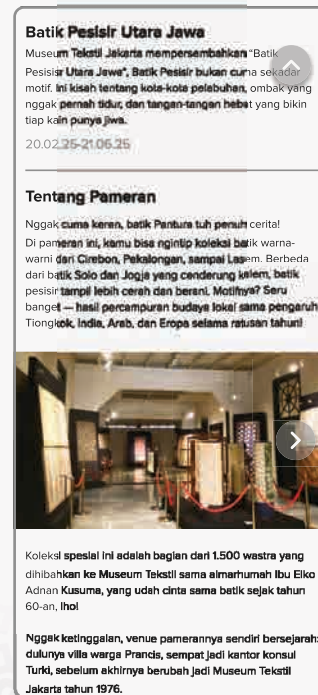 Batik Pesisir Utara Jawa
Museum Tekstil Jakarta mempersembahkan "Batik
Pesisir Utara Jawa", Batik Pesisir bukan cuma sekadar
motif. Ini kisah tentang kota-kota pelabuhan, ombak yang
nggak pernah tidur, dan tangan-tangan hebat yang bikin
tiap kain punya jiwa.
20.02.25-21.06.25
Tentang Pameran
Nggak cuma keren, batik Pantura tuh penuh cerita!
Di pameran ini, kamu bisa ngintip koleksi batik warna-
warni dari Cirebon, Pekalongan, sampai Lasem. Berbeda
dari batik Solo dan Jogja yang cenderung kalem, batik
pesisir tampil lebih cerah dan berani. Motifnya? Seru
banget — hasil percampuran budaya lokal sama pengaruh
Tiongkok, India, Arab, dan Eropa selama ratusan tahun!
Koleksi spesial ini adalah bagian dari 1.500 wastra yang
dihibahkan ke Museum Tekstil sama almarhumah Ibu Eiko
Adnan Kusuma, yang udah cinta sama batik sejak tahun
60-an, lho!
Nggak ketinggalan, venue pamerannya sendiri bersejarah:
dulunya villa warga Prancis, sempat jadi kantor konsul
Turki, sebelum akhirnya berubah jadi Museum Tekstil
Jakarta tahun 1976.